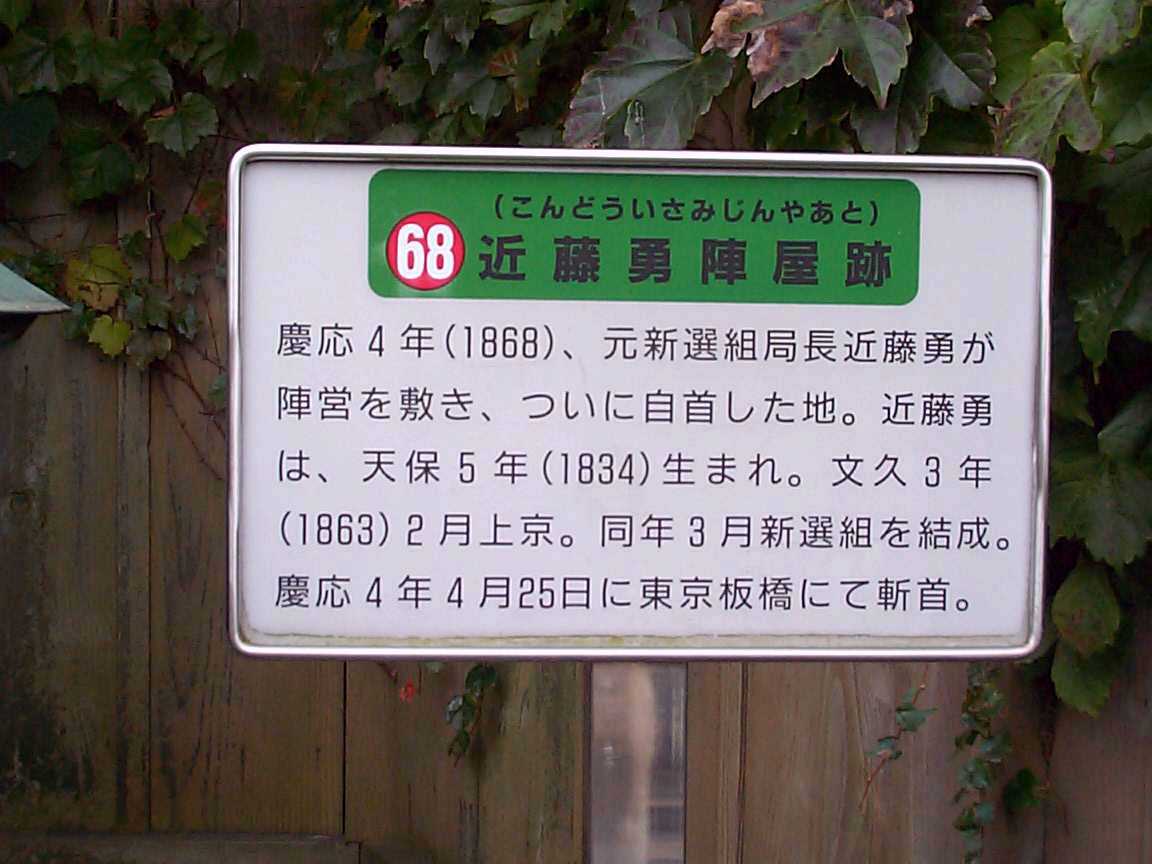 (こんどういさみじんやあと)
68 近藤勇陣屋跡
慶応4年(1868)、元新選組局長近藤勇が
陣営を敷き、ついに自首した地。近藤勇
は、天保5年(1834)生まれ。文久3年
(1863)2月上京。同年3月新選組を結成。
慶応4年4月25日に東京板橋にて斬首。